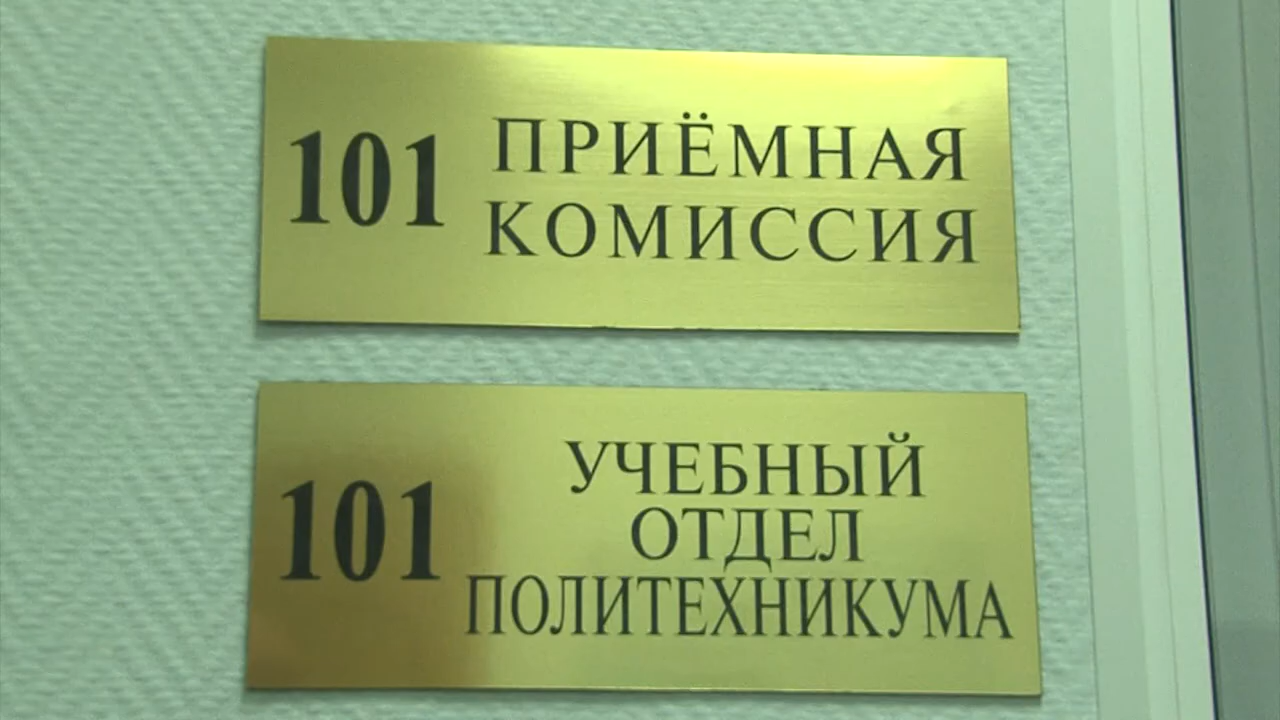 101 ПРИЁМНАЯ
КОМИССИЯ
101 УЧЕБНЫЙ
ОТДЕЛ
ПОЛИТЕХНИКУМА